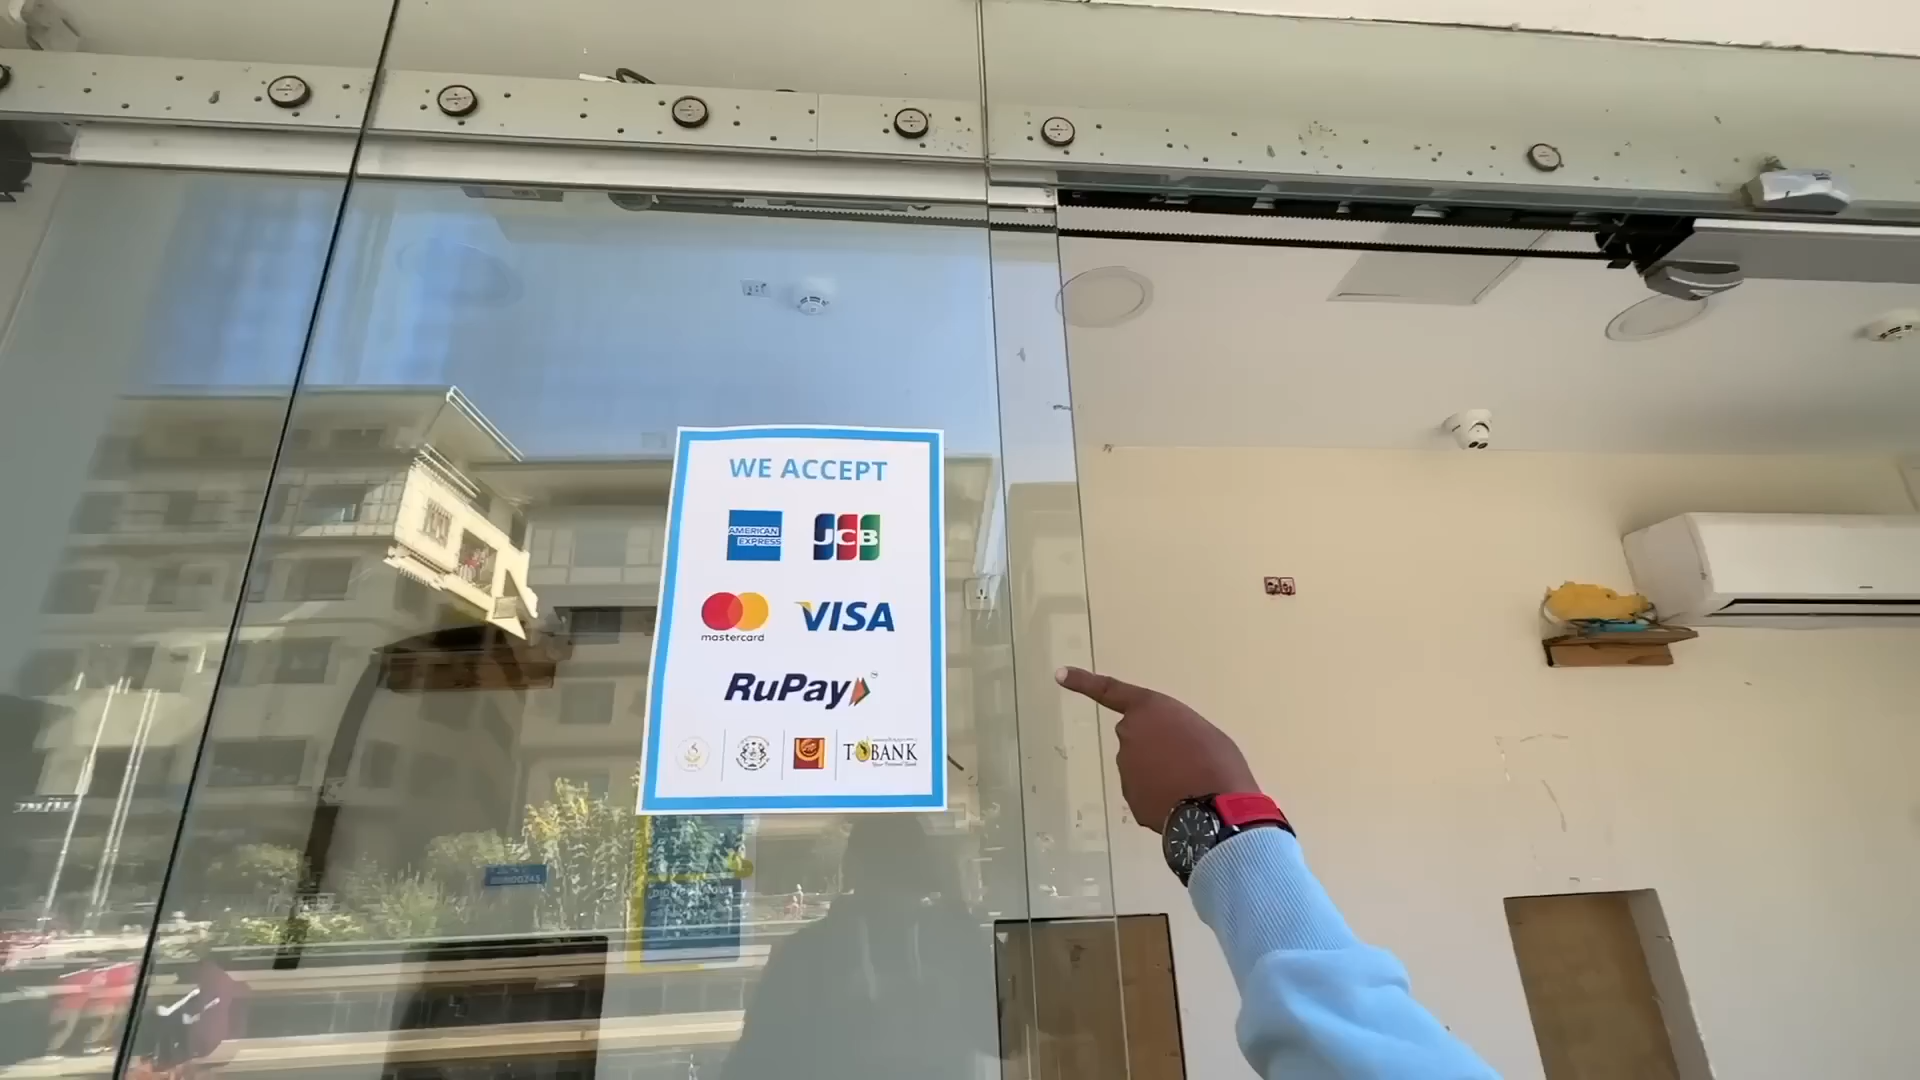 WE ACCEPT
AMERICAN
EXPRESS
JCB
mastercard
VISA
RuPay
T BANK